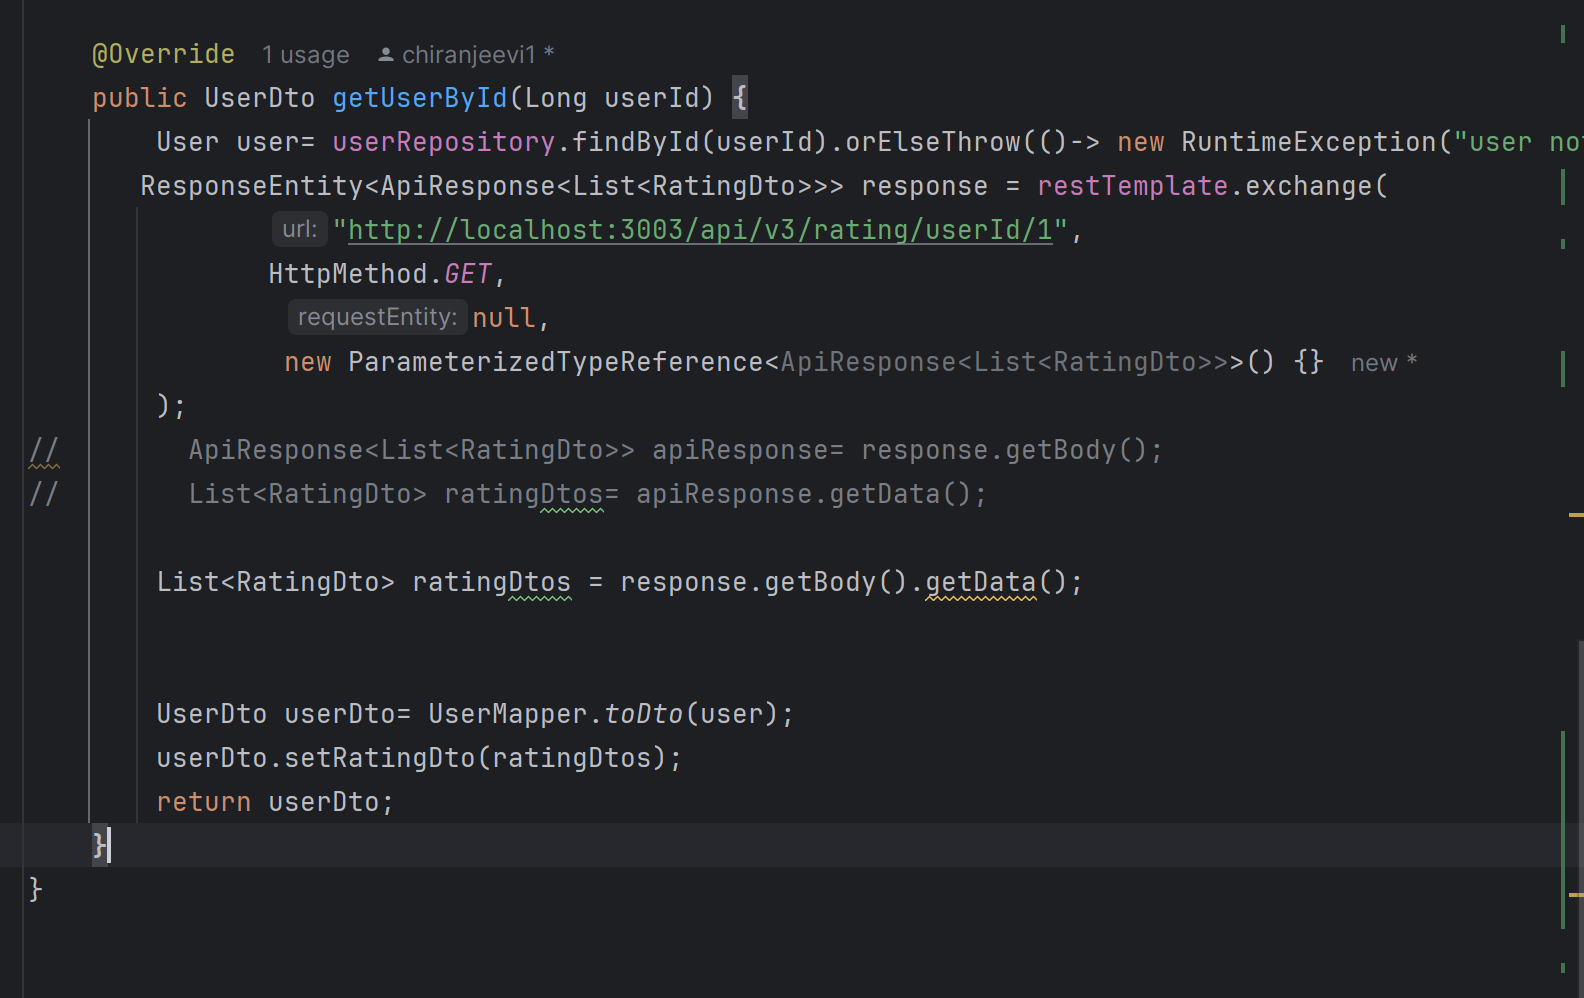 @Override 1 usage chiranjeevi1 *
public UserDto getUserById(Long userId) {
User user= userRepository.findById(userId).orElseThrow(()-> new RuntimeException("user
ResponseEntity<ApiResponse<List<RatingDto>>> response = restTemplate.exchange(
url: "http://localhost:3003/api/v3/rating/userId/1",
HttpMethod.GET,
requestEntity: null,
new ParameterizedTypeReference<ApiResponse<List<RatingDto>>>() {} new *
);
// ApiResponse<List<RatingDto>> apiResponse= response.getBody();
// List<RatingDto> ratingDtos= apiResponse.getData();
List<RatingDto> ratingDtos = response.getBody().getData();
UserDto userDto= UserMapper.toDto(user);
userDto.setRatingDto(ratingDtos);
return userDto;
}
}